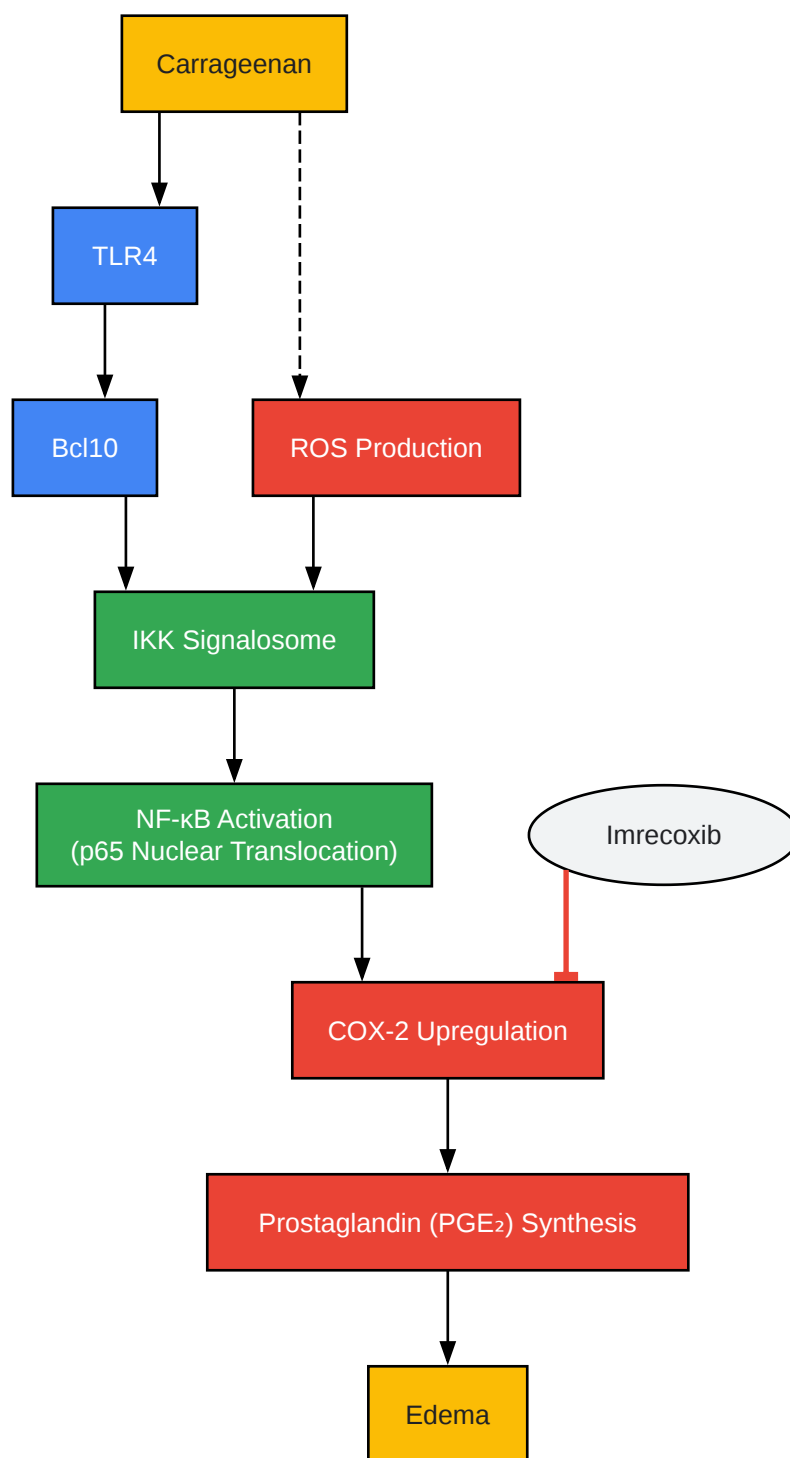 Carrageenan
TLR4
Bcl10
ROS Production
IKK Signalosome
NF-κB Activation
(p65 Nuclear Translocation)
Imrecoxib
COX-2 Upregulation
Prostaglandin (PGE₂) Synthesis
Edema